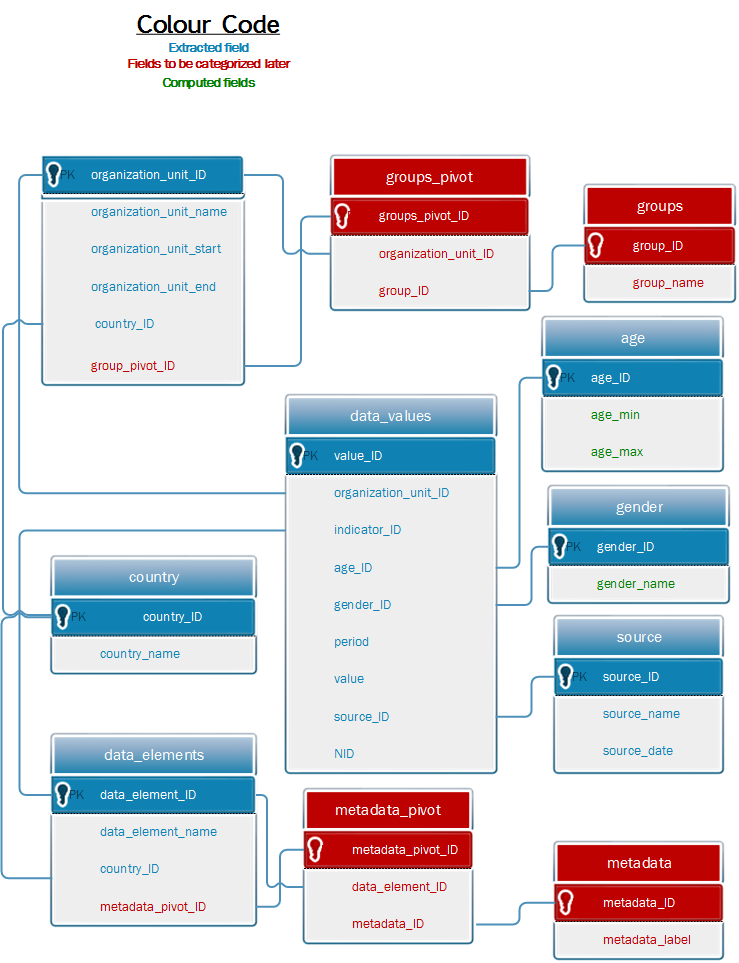 Colour Code
Extracted field
Fields to be categorized later
Computed fields
PK organization_unit_ID
organization_unit_name
organization_unit_start
organization_unit_end
country_ID
group_pivot_ID
groups_pivot
groups_pivot_ID
organization_unit_ID
group_ID
groups
group_ID
group_name
age
PK age_ID
age_min
age_max
data_values
PK value_ID
organization_unit_ID
indicator_ID
age_ID
gender_ID
period
value
source_ID
NID
gender
PK gender_ID
gender_name
country
PK country_ID
country_name
source
PK source_ID
source_name
source_date
data_elements
PK data_element_ID
data_element_name
country_ID
metadata_pivot_ID
metadata_pivot
metadata_pivot_ID
data_element_ID
metadata_ID
metadata
metadata_ID
metadata_label